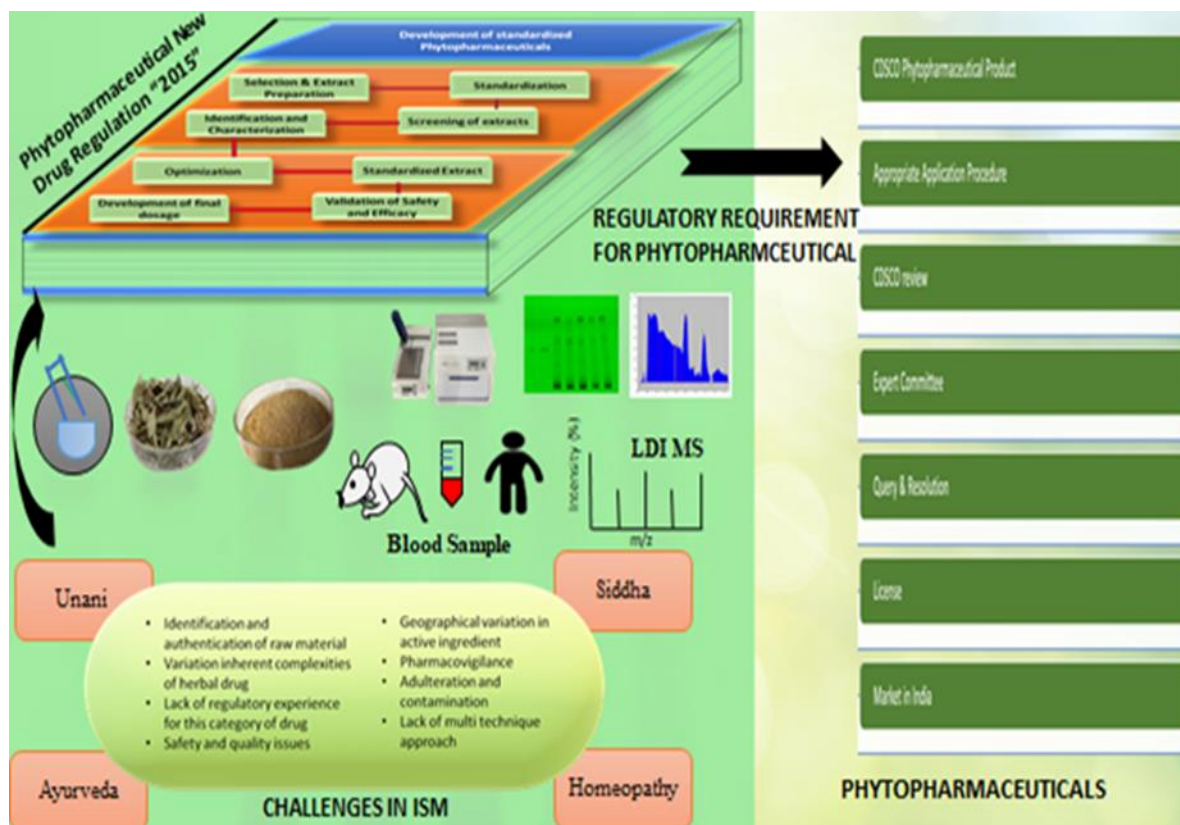 Phytopharmaceutical New
Drug Regulation "2015"
Development of standardized
Phytopharmaceuticals
Selection & Extract
Preparation
Standardization
Identification and
Characterization
Screening of extracts
Optimization
Standardized Extract
Development of final
dosage
Validation of Safety
and Efficacy
REGULATORY REQUIREMENT
FOR PHYTOPHARMCEUTICAL
LDI MS
Intensity (%)
m/z
Blood Sample
Unani
Siddha
• Identification and
authentication of raw material
• Variation inherent complexities
of herbal drug
• Lack of regulatory experience
for this category of drug
• Safety and quality issues
• Geographical variation in
active ingredient
• Pharmacovigilance
• Adulteration and
contamination
• Lack of multi technique
approach
Ayurveda
Homeopathy
CHALLENGES IN ISM
CDSCO Phytopharmaceutical Product
Appropriate Application Procedure
CDSCO review
Expert Committee
Query & Resolution
License
Market in India
PHYTOPHARMACEUTICALS